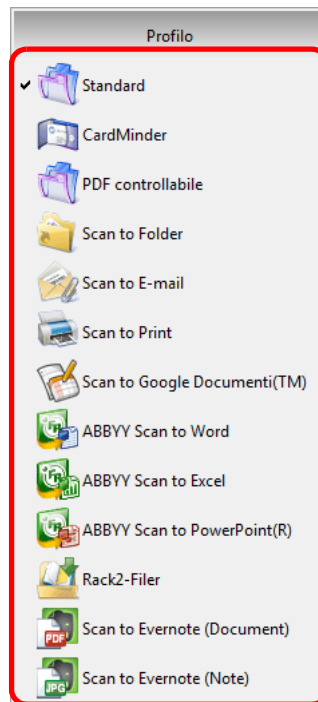 Profilo
Standard
CardMinder
PDF controllabile
Scan to Folder
Scan to E-mail
Scan to Print
Scan to Google Documenti(TM)
ABBYY Scan to Word
ABBYY Scan to Excel
ABBYY Scan to PowerPoint(R)
Rack2-Filer
PDF
Scan to Evernote (Document)
JPG
Scan to Evernote (Note)